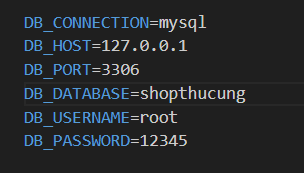 DB_CONNECTION=mysql
DB_HOST=127.0.0.1
DB_PORT=3306
DB_DATABASE=shopthucung
DB_USERNAME=root
DB_PASSWORD=12345